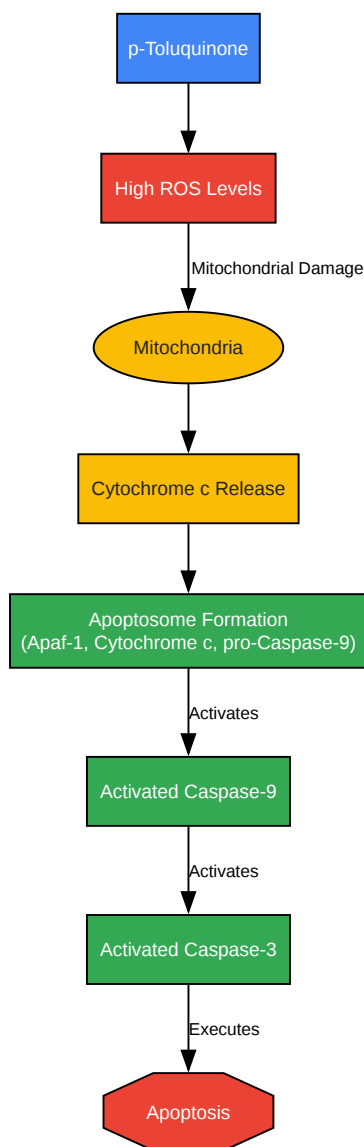 p-Toluquinone
High ROS Levels
Mitochondrial Damage
Mitochondria
Cytochrome c Release
Apoptosome Formation
(Apaf-1, Cytochrome c, pro-Caspase-9)
Activates
Activated Caspase-9
Activates
Activated Caspase-3
Executes
Apoptosis